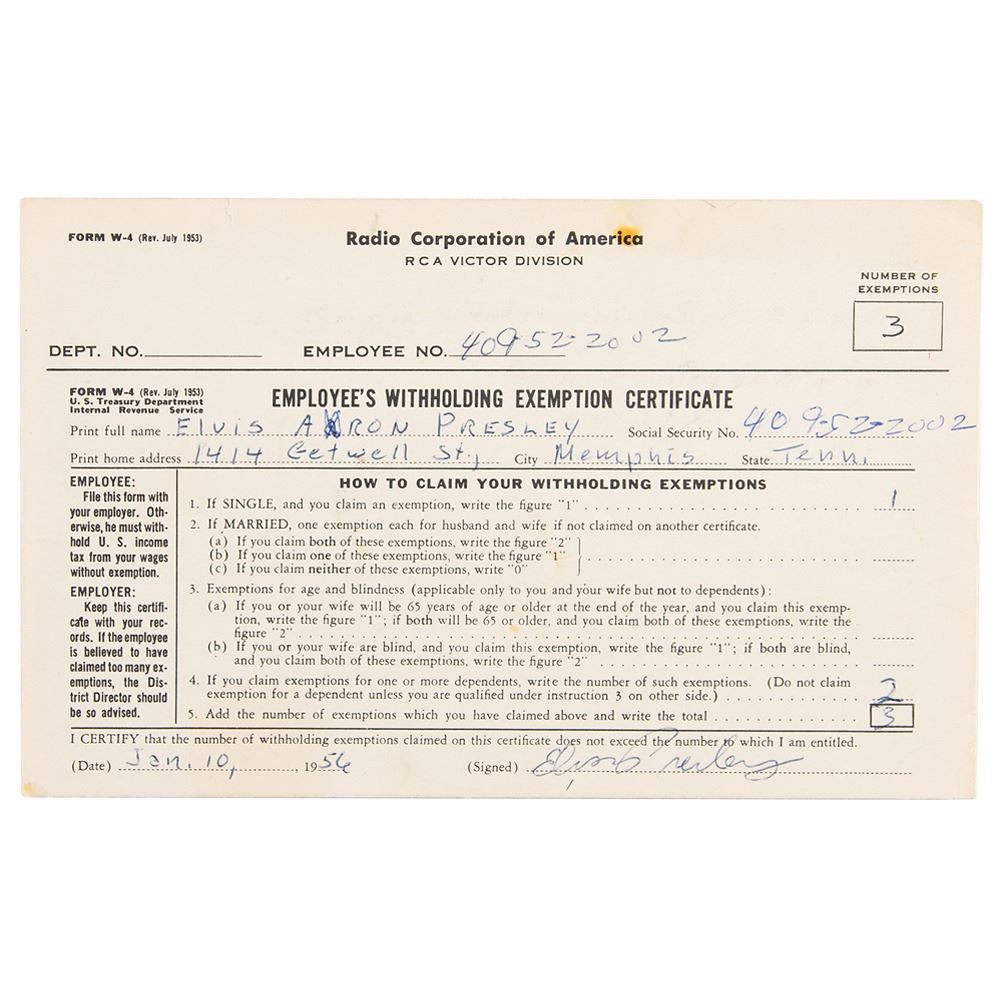 FORM W-4 (Rev. July 1953)
Radio Corporation of America
RCA VICTOR DIVISION
NUMBER OF
EXEMPTIONS
3
DEPT. NO. EMPLOYEE NO. 409-52-2002
FORM W-4 (Rev. July 1953)
U. S. Treasury Department
Internal Revenue Service
EMPLOYEE'S WITHHOLDING EXEMPTION CERTIFICATE
Print full name ELVIS AARON PRESLEY Social Security No. 409-52-2002
Print home address 1414 Getwell St., City Memphis State Tenn.
EMPLOYEE:
File this form with
your employer. Oth-
erwise, he must with-
hold U. S. income
tax from your wages
without exemption.
EMPLOYER:
Keep this certifi-
cate with your rec-
ords. If the employee
is believed to have
claimed too many ex-
emptions, the Dis-
trict Director should
be so advised.
HOW TO CLAIM YOUR WITHHOLDING EXEMPTIONS
1. If SINGLE, and you claim an exemption, write the figure "1" 1
2. If MARRIED, one exemption each for husband and wife if not claimed on another certificate.
(a) If you claim both of these exemptions, write the figure "2"
(b) If you claim one of these exemptions, write the figure "1"
(c) If you claim neither of these exemptions, write "0"
3. Exemptions for age and blindness (applicable only to you and your wife but not to dependents):
(a) If you or your wife will be 65 years of age or older at the end of the year, and you claim this exemp-
tion, write the figure "1"; if both will be 65 or older, and you claim both of these exemptions, write the
figure "2"
(b) If you or your wife are blind, and you claim this exemption, write the figure "1"; if both are blind,
and you claim both of these exemptions, write the figure "2"
4. If you claim exemptions for one or more dependents, write the number of such exemptions. (Do not claim
exemption for a dependent unless you are qualified under instruction 3 on other side.) 2
5. Add the number of exemptions which you have claimed above and write the total 3
I CERTIFY that the number of withholding exemptions claimed on this certificate does not exceed the number to which I am entitled.
(Date) Jan. 10, 1956 (Signed) Elvis Presley